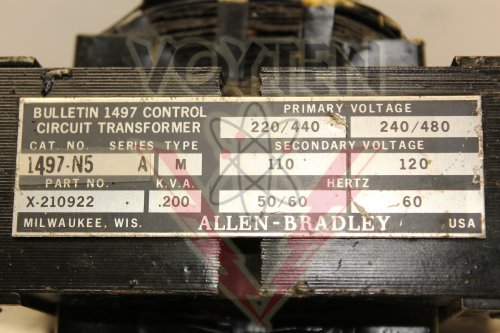 VOYTEN
BULLETIN 1497 CONTROL
CIRCUIT TRANSFORMER
PRIMARY VOLTAGE
220/440 240/480
CAT. NO. SERIES TYPE
SECONDARY VOLTAGE
1497-N5 A M
110 120
PART NO. K.V.A.
HERTZ
X-210922 .200
50/60 60
MILWAUKEE, WIS. ALLEN-BRADLEY USA